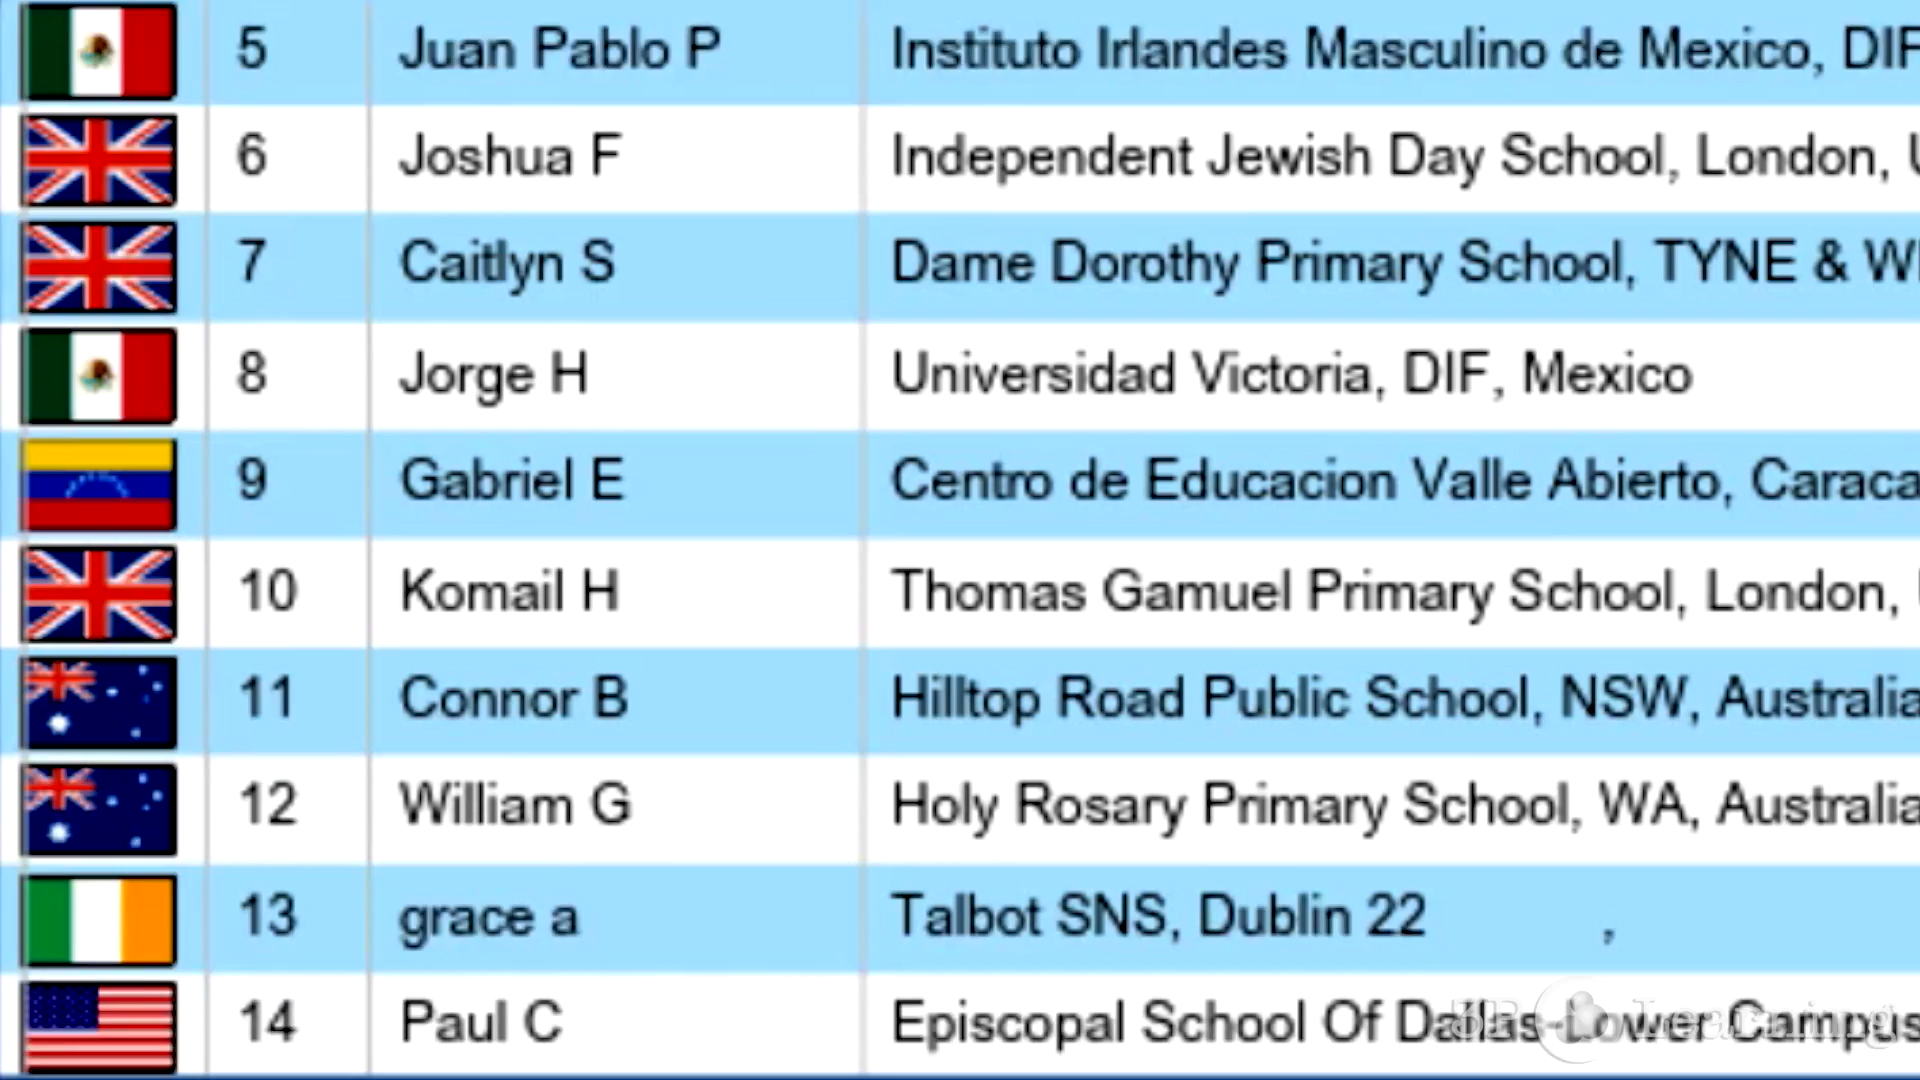 5 Juan Pablo P Instituto Irlandes Masculino de Mexico, DIF
6 Joshua F Independent Jewish Day School, London,
7 Caitlyn S Dame Dorothy Primary School, TYNE & W
8 Jorge H Universidad Victoria, DIF, Mexico
9 Gabriel E Centro de Educacion Valle Abierto, Caraca
10 Komail H Thomas Gamuel Primary School, London,
11 Connor B Hilltop Road Public School, NSW, Australia
12 William G Holy Rosary Primary School, WA, Australia
13 grace a Talbot SNS, Dublin 22 ,
14 Paul C Episcopal School Of Dallas-Lower Campus
3P Learning